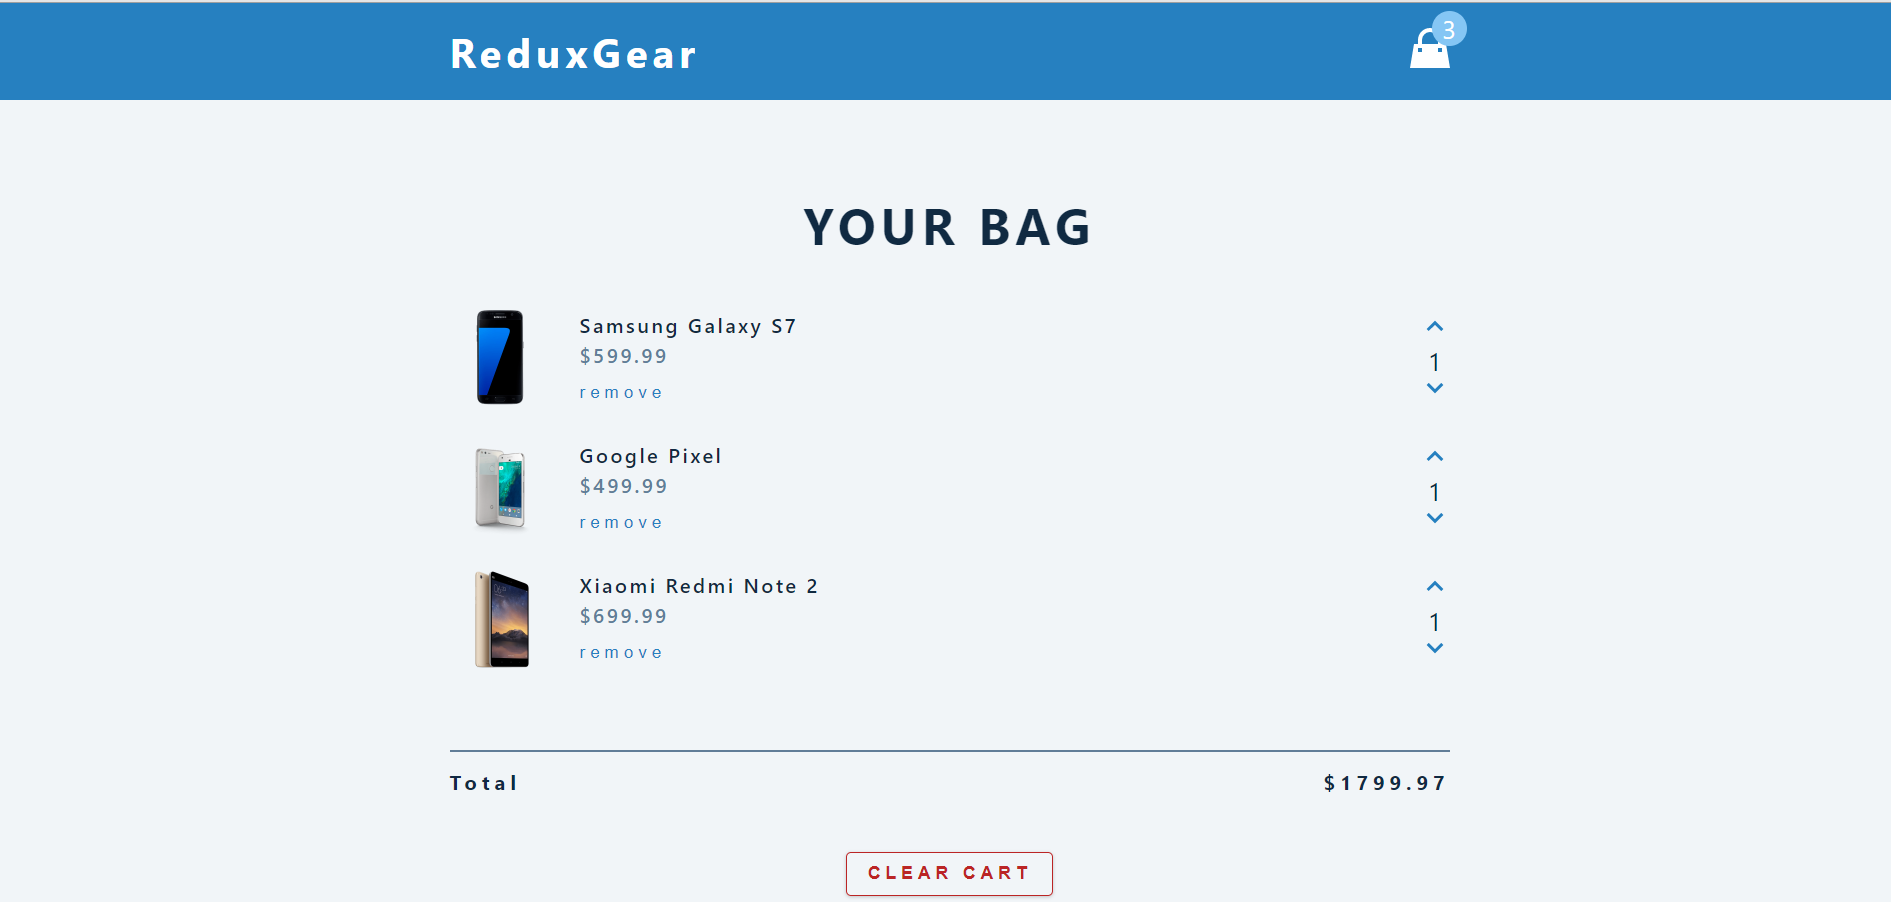 ReduxGear
3
YOUR BAG
Samsung Galaxy S7
$599.99
remove
1
Google Pixel
$499.99
remove
1
Xiaomi Redmi Note 2
$699.99
remove
1
Total
$1799.97
CLEAR CART